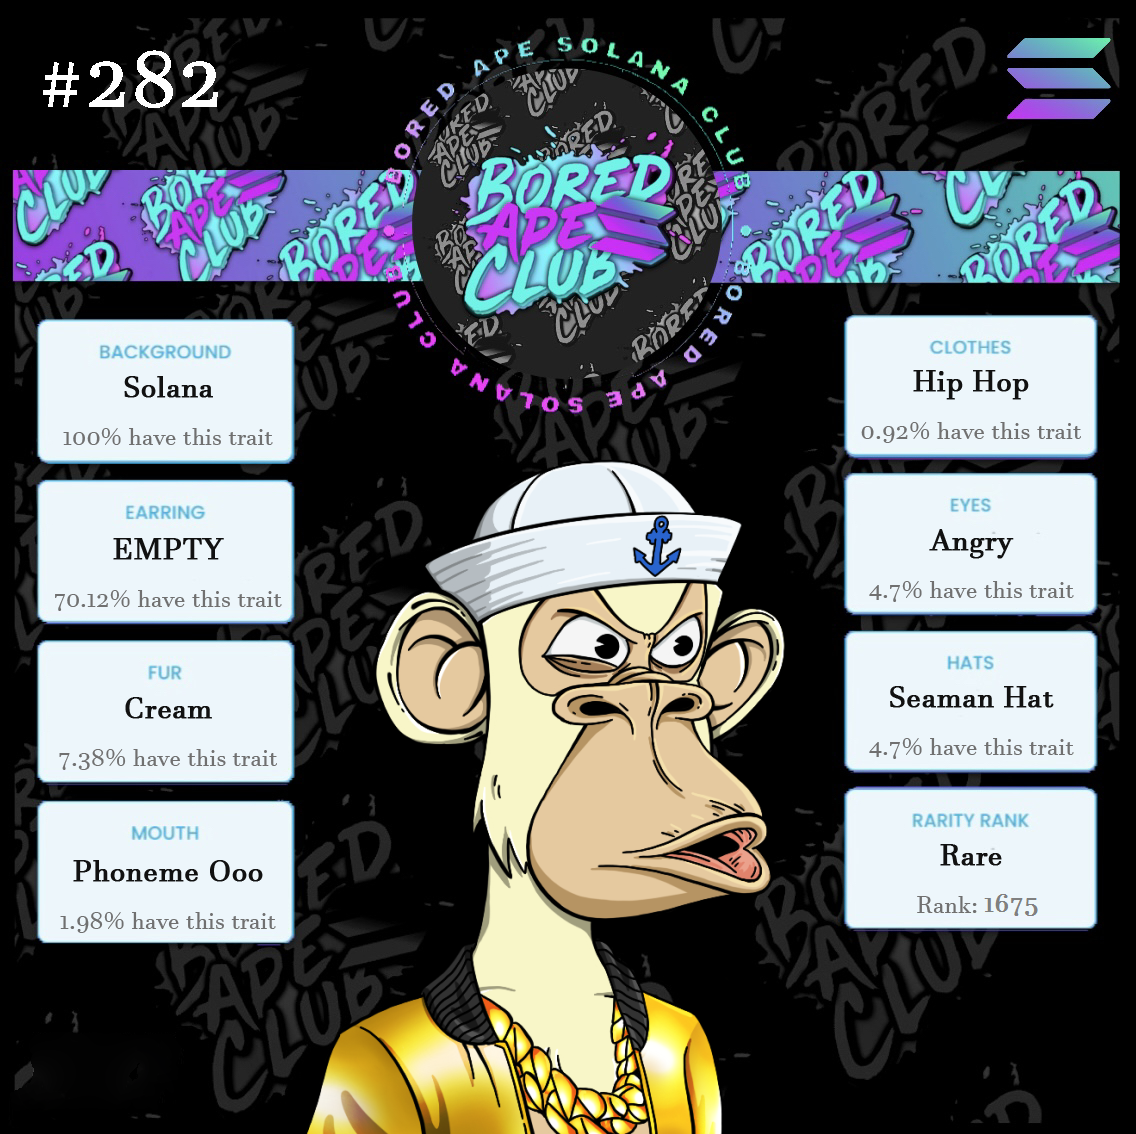 #282
BORED APE SOLANA CLUB
BORED APE SOLANA CLUB
BORED
APE
CLUB
BACKGROUND
Solana
100% have this trait
EARRING
EMPTY
70.12% have this trait
FUR
Cream
7.38% have this trait
MOUTH
Phoneme Ooo
1.98% have this trait
CLOTHES
Hip Hop
0.92% have this trait
EYES
Angry
4.7% have this trait
HATS
Seaman Hat
4.7% have this trait
RARITY RANK
Rare
Rank: 1675